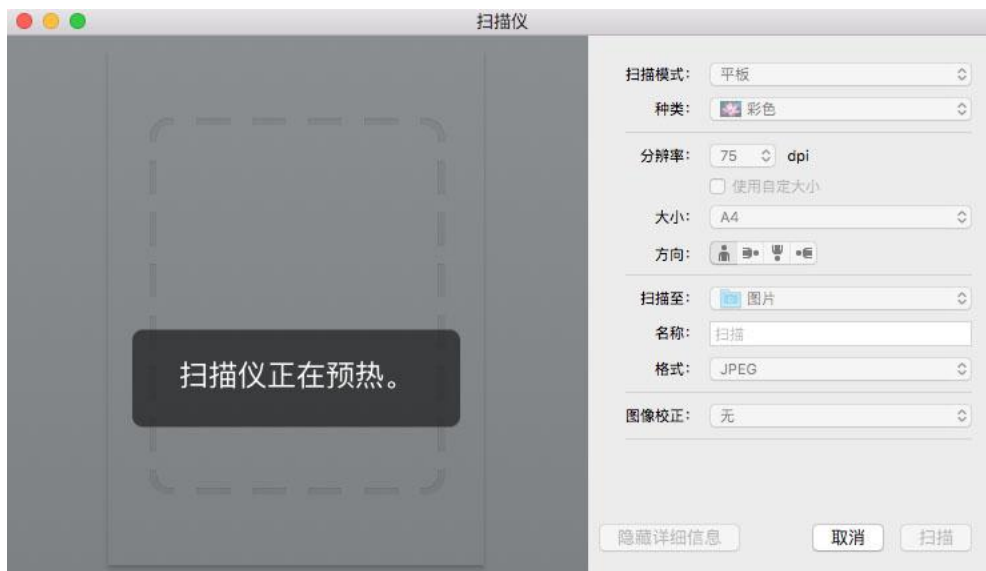 扫描仪
扫描模式： 平板
种类： 彩色
分辨率： 75 dpi
使用自定大小
大小： A4
方向：
扫描至： 图片
名称： 扫描
格式： JPEG
图像校正： 无
扫描仪正在预热。
隐藏详细信息 取消 扫描